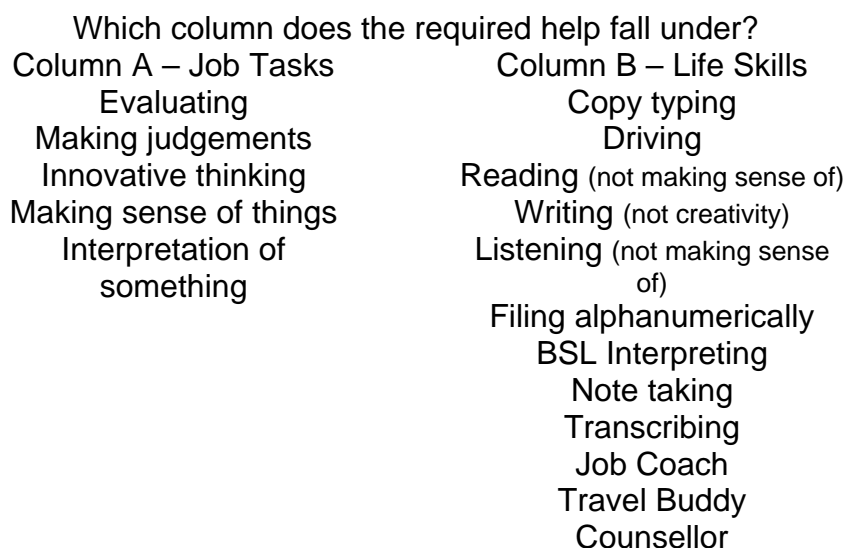 Which column does the required help fall under?
Column A – Job Tasks
Evaluating
Making judgements
Innovative thinking
Making sense of things
Interpretation of
something
Column B – Life Skills
Copy typing
Driving
Reading (not making sense of)
Writing (not creativity)
Listening (not making sense
of)
Filing alphanumerically
BSL Interpreting
Note taking
Transcribing
Job Coach
Travel Buddy
Counsellor